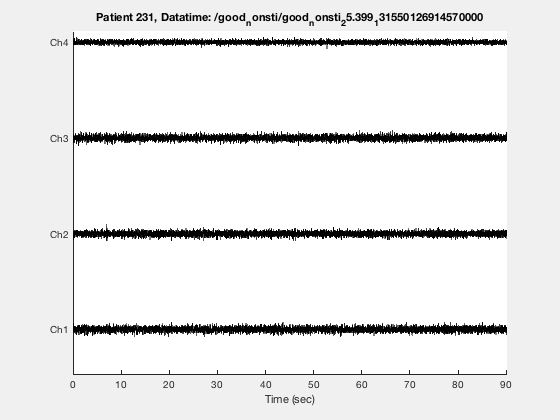 Patient 231, Datatime: /good_nonsti/good_nonsti_25.399_131550126914570000
Ch4
Ch3
Ch2
Ch1
0 10 20 30 40 50 60 70 80 90
Time (sec)